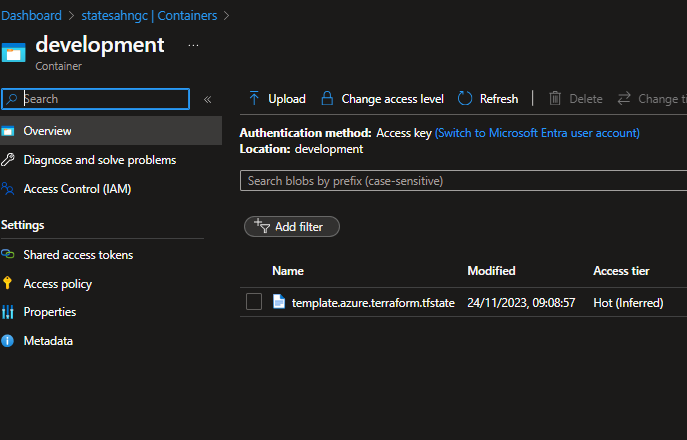 Dashboard > statesahngc | Containers >
development ...
Container
Search «
Overview
Diagnose and solve problems
Access Control (IAM)
Settings
Shared access tokens
Access policy
Properties
Metadata
Upload Change access level Refresh | Delete Change ti
Authentication method: Access key (Switch to Microsoft Entra user account)
Location: development
Search blobs by prefix (case-sensitive)
Add filter
Name Modified Access tier
template.azure.terraform.tfstate 24/11/2023, 09:08:57 Hot (Inferred)